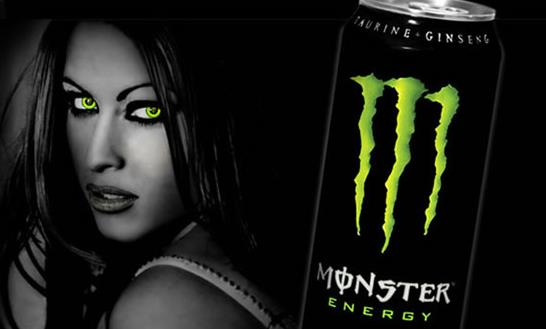 TAURINE + GINSENG
MONSTER
ENERGY